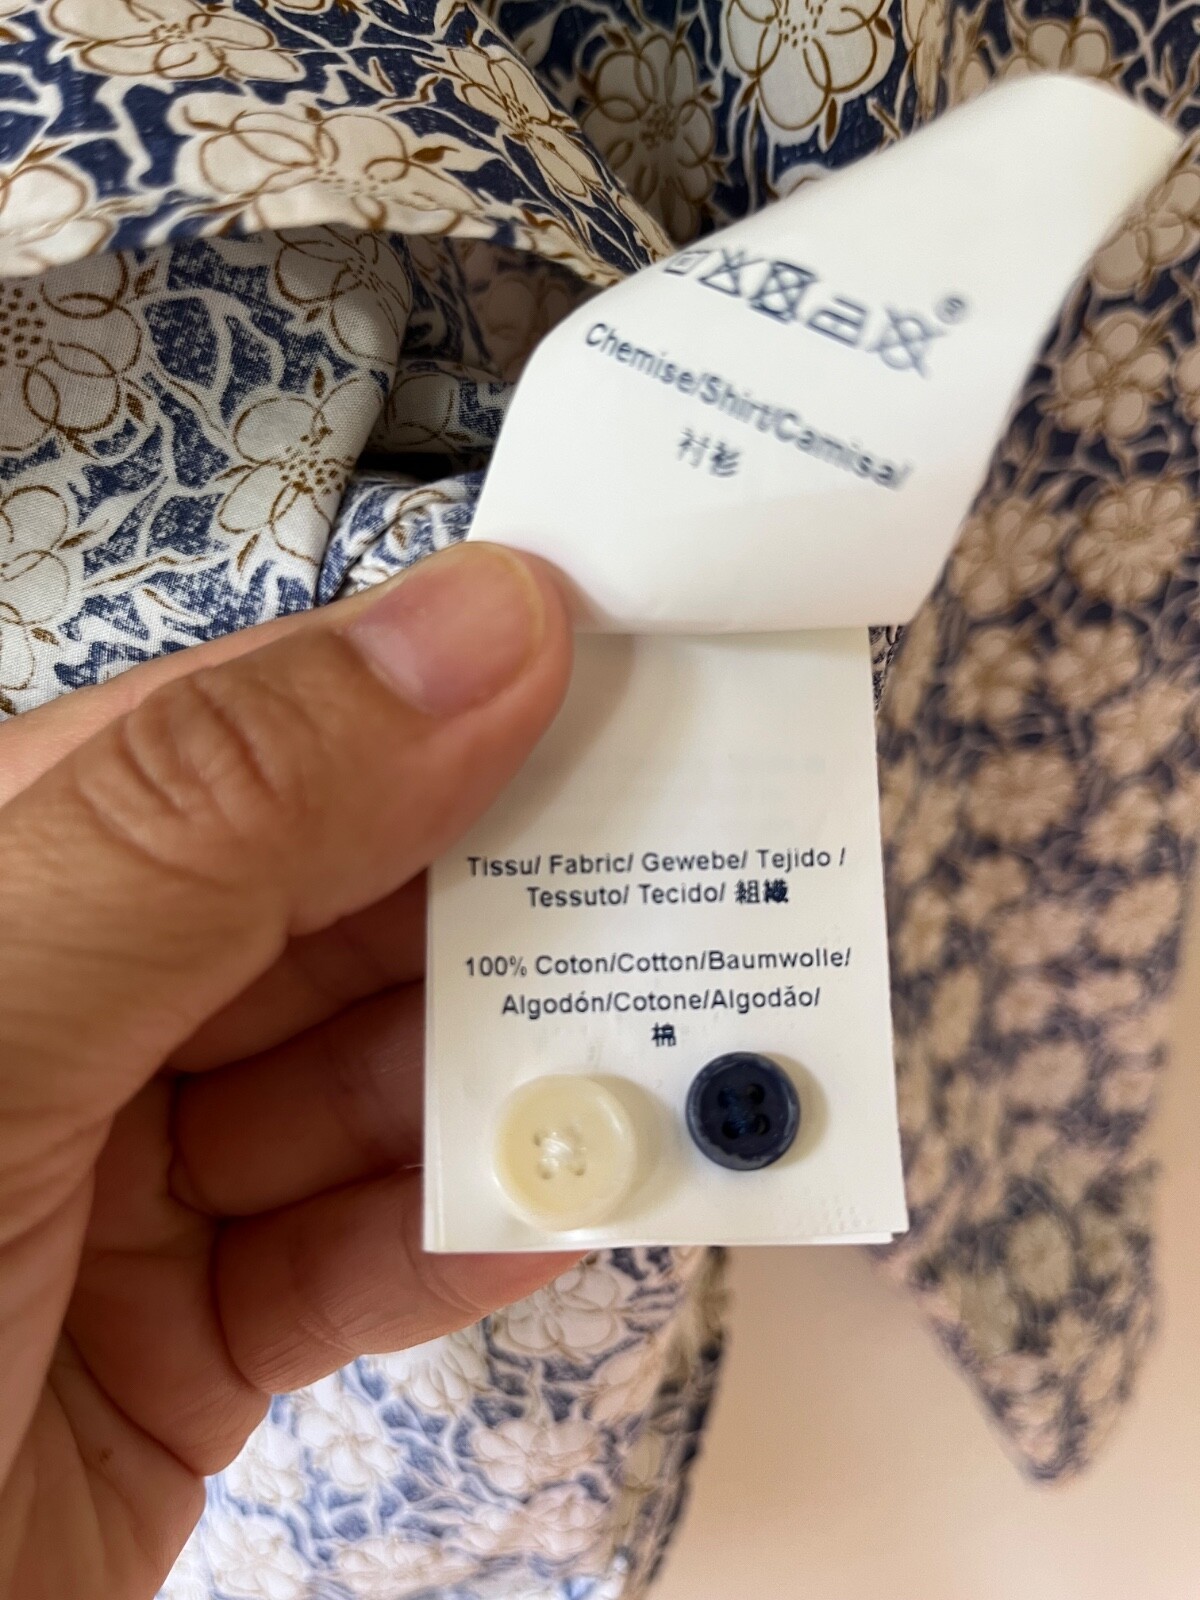 Chemise/Shirt/Camisa/
衬衫
Tissu/ Fabric/ Gewebe/ Tejido /
Tessuto/ Tecido/ 組織
100% Coton/Cotton/Baumwolle/
Algodón/Cotone/Algodăo/
棉